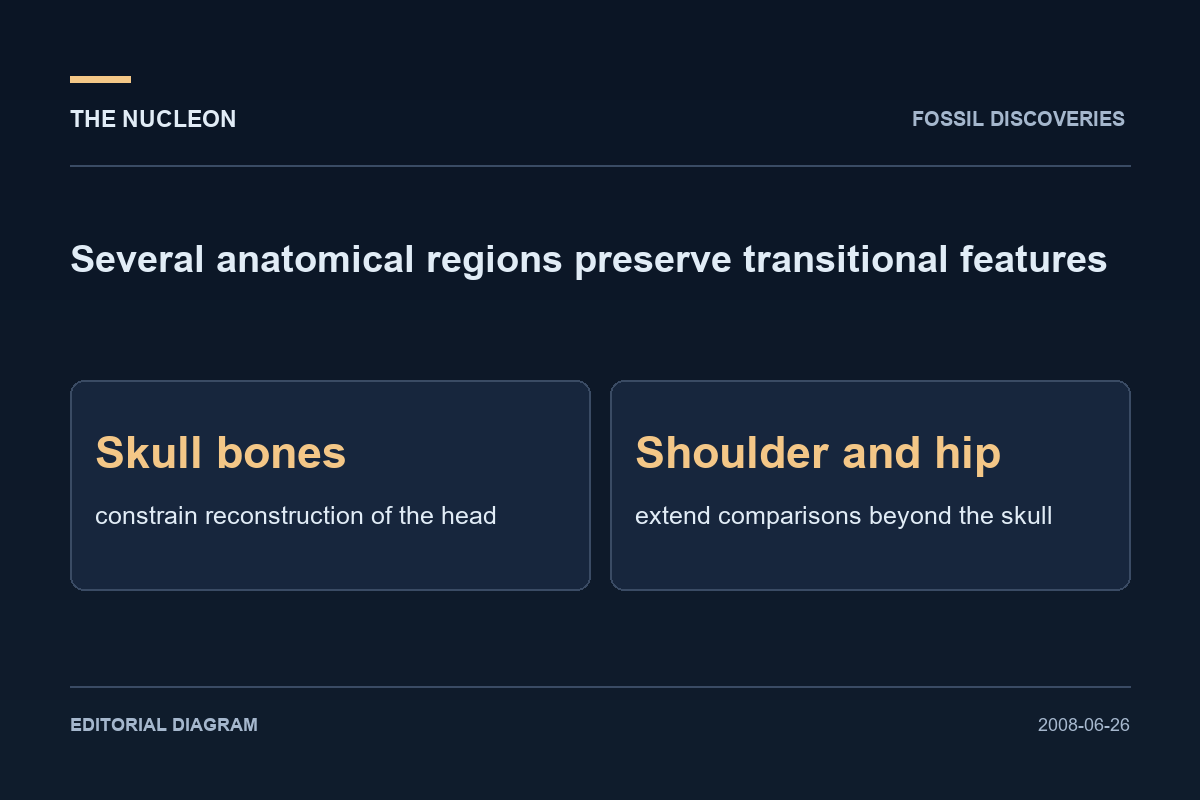 THE NUCLEON
FOSSIL DISCOVERIES
Several anatomical regions preserve transitional features
Skull bones
constrain reconstruction of the head
Shoulder and hip
extend comparisons beyond the skull
EDITORIAL DIAGRAM
2008-06-26